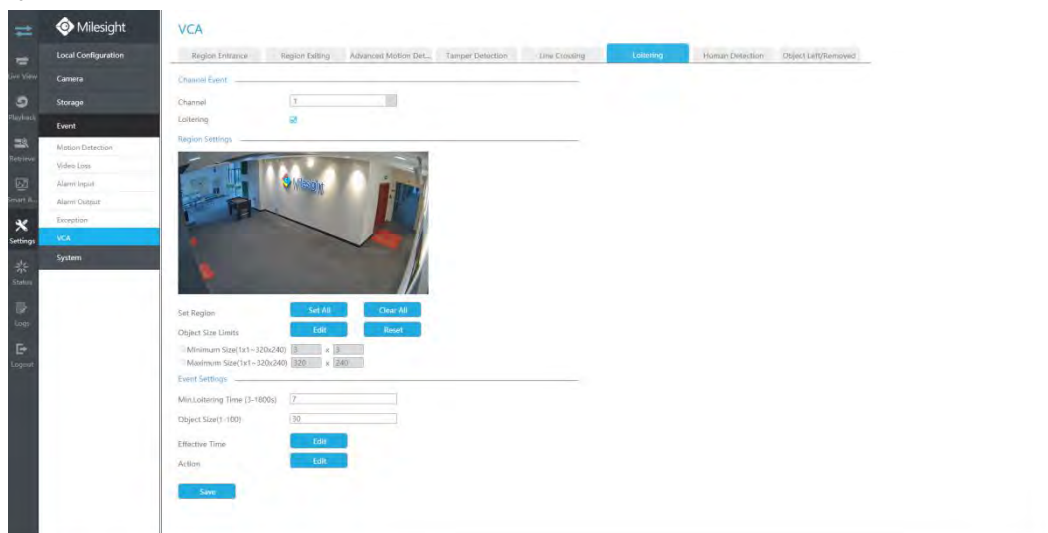 Milesight
VCA
Local Configuration
Region Entrance Region Exiting Advanced Motion Det... Tamper Detection Line Crossing Loitering Human Detection Object Left/Removed
Live View
Camera
Channel Event
Storage
Channel 7
Playback
Loitering
Event
Region Settings
Motion Detection
Retrieve
Video Loss
Milesight
Alarm Input
Smart A...
Alarm Output
Exception
Settings
VCA
System
Status
Set Region Set All Clear All
Logs
Object Size Limits Edit Reset
Minimum Size(1x1~320x240) 3 x 3
Logout
Maximum Size(1x1~320x240) 320 x 240
Event Settings
Min.Loitering Time (3-1800s) 7
Object Size(1-100) 30
Effective Time Edit
Action Edit
Save